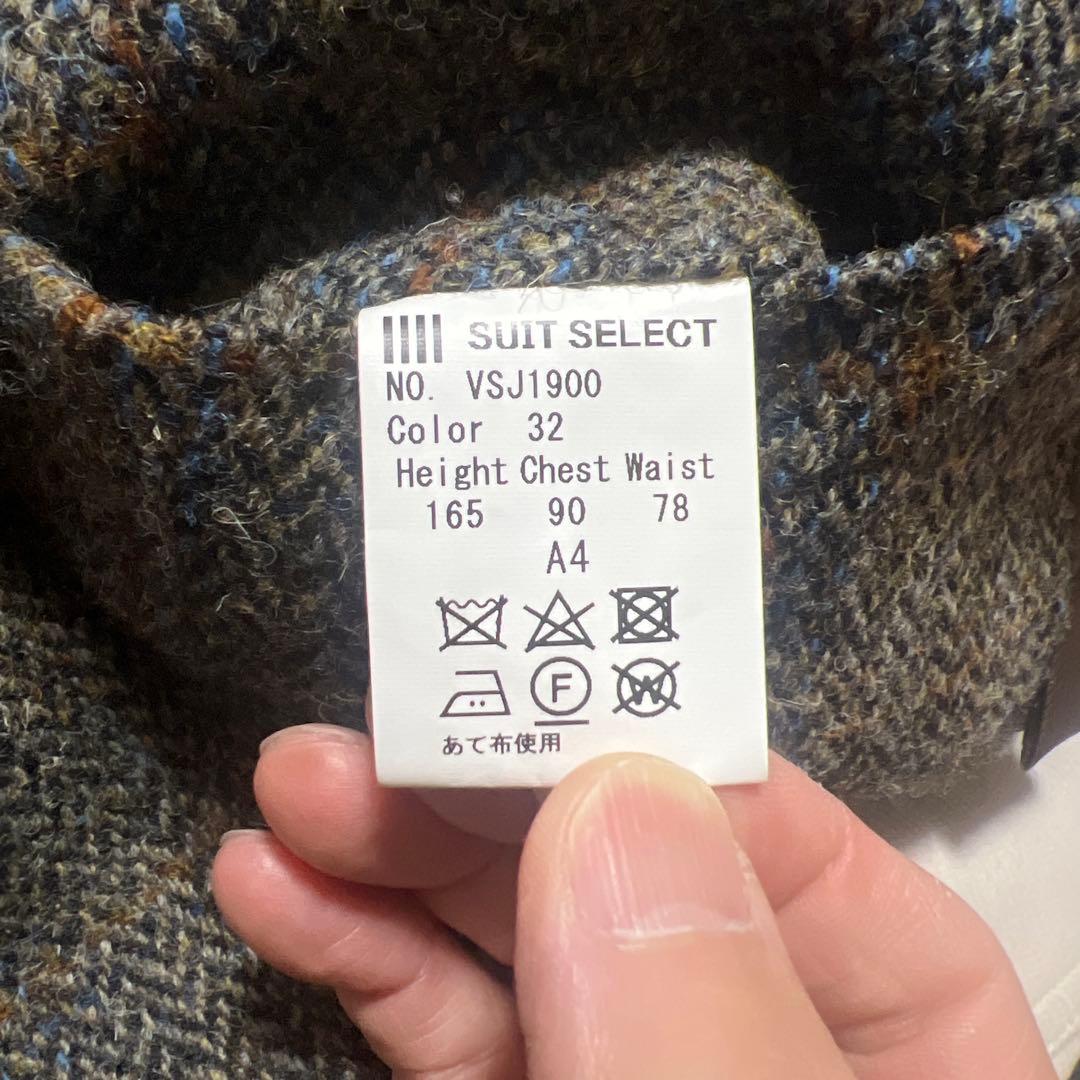 SUIT SELECT
NO. VSJ1900
Color 32
Height Chest Waist
165 90 78
A4
F W
あて布使用